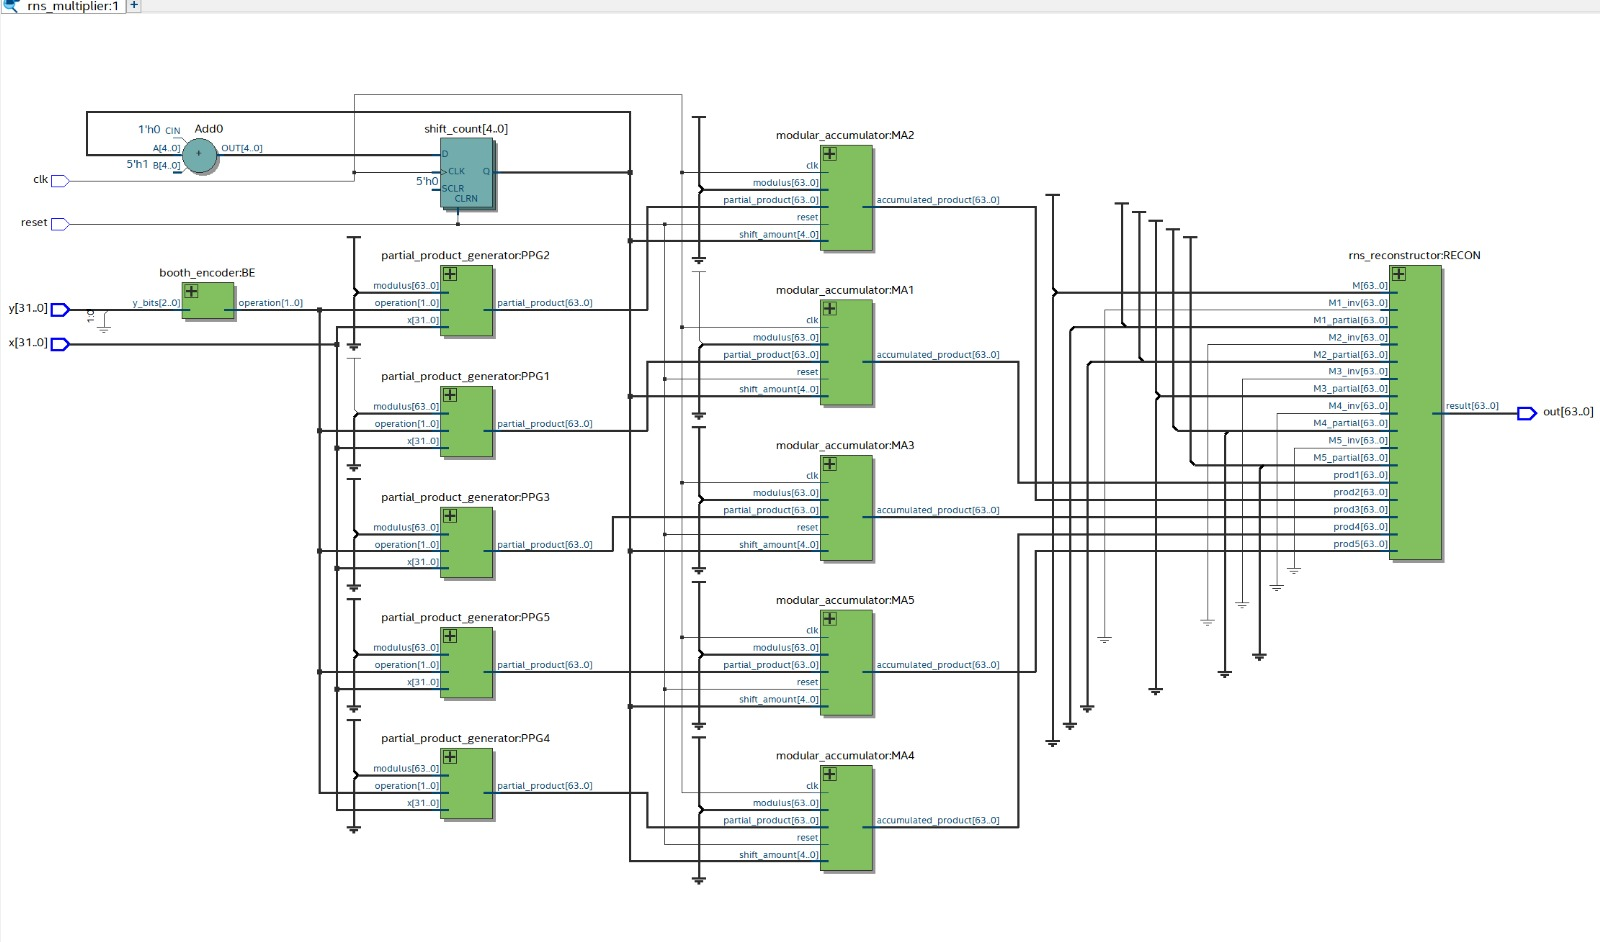 rns_multiplier:1
1'h0 CIN
Add0
A[4..0]
OUT[4..0]
5'h1 B[4..0]
shift_count[4..0]
D
CLK
Q
5'h0
SCLR
CLRN
clk
reset
booth_encoder:BE
y_bits[2..0]
operation[1..0]
y[31..0]
1:0
x[31..0]
partial_product_generator:PPG2
modulus[63..0]
operation[1..0]
partial_product[63..0]
x[31..0]
partial_product_generator:PPG1
modulus[63..0]
operation[1..0]
partial_product[63..0]
x[31..0]
partial_product_generator:PPG3
modulus[63..0]
operation[1..0]
partial_product[63..0]
x[31..0]
partial_product_generator:PPG5
modulus[63..0]
operation[1..0]
partial_product[63..0]
x[31..0]
partial_product_generator:PPG4
modulus[63..0]
operation[1..0]
partial_product[63..0]
x[31..0]
modular_accumulator:MA2
clk
modulus[63..0]
partial_product[63..0]
accumulated_product[63..0]
reset
shift_amount[4..0]
modular_accumulator:MA1
clk
modulus[63..0]
partial_product[63..0]
accumulated_product[63..0]
reset
shift_amount[4..0]
modular_accumulator:MA3
clk
modulus[63..0]
partial_product[63..0]
accumulated_product[63..0]
reset
shift_amount[4..0]
modular_accumulator:MA5
clk
modulus[63..0]
partial_product[63..0]
accumulated_product[63..0]
reset
shift_amount[4..0]
modular_accumulator:MA4
clk
modulus[63..0]
partial_product[63..0]
accumulated_product[63..0]
reset
shift_amount[4..0]
rns_reconstructor:RECON
M[63..0]
M1_inv[63..0]
M1_partial[63..0]
M2_inv[63..0]
M2_partial[63..0]
M3_inv[63..0]
M3_partial[63..0]
M4_inv[63..0]
M4_partial[63..0]
M5_inv[63..0]
M5_partial[63..0]
prod1[63..0]
prod2[63..0]
prod3[63..0]
prod4[63..0]
prod5[63..0]
result[63..0]
out[63..0]